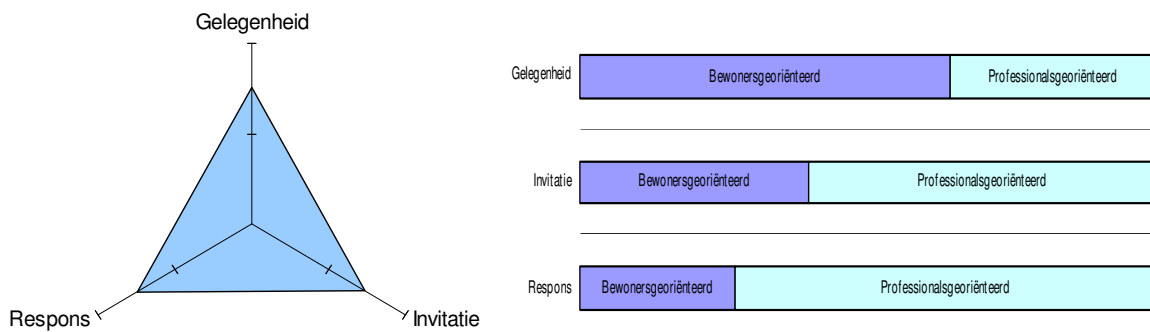 Gelegenheid
Respons
Invitatie
Gelegenheid Bewonersgeoriënteerd Professionalsgeoriënteerd
Invitatie Bewonersgeoriënteerd Professionalsgeoriënteerd
Respons Bewonersgeoriënteerd Professionalsgeoriënteerd